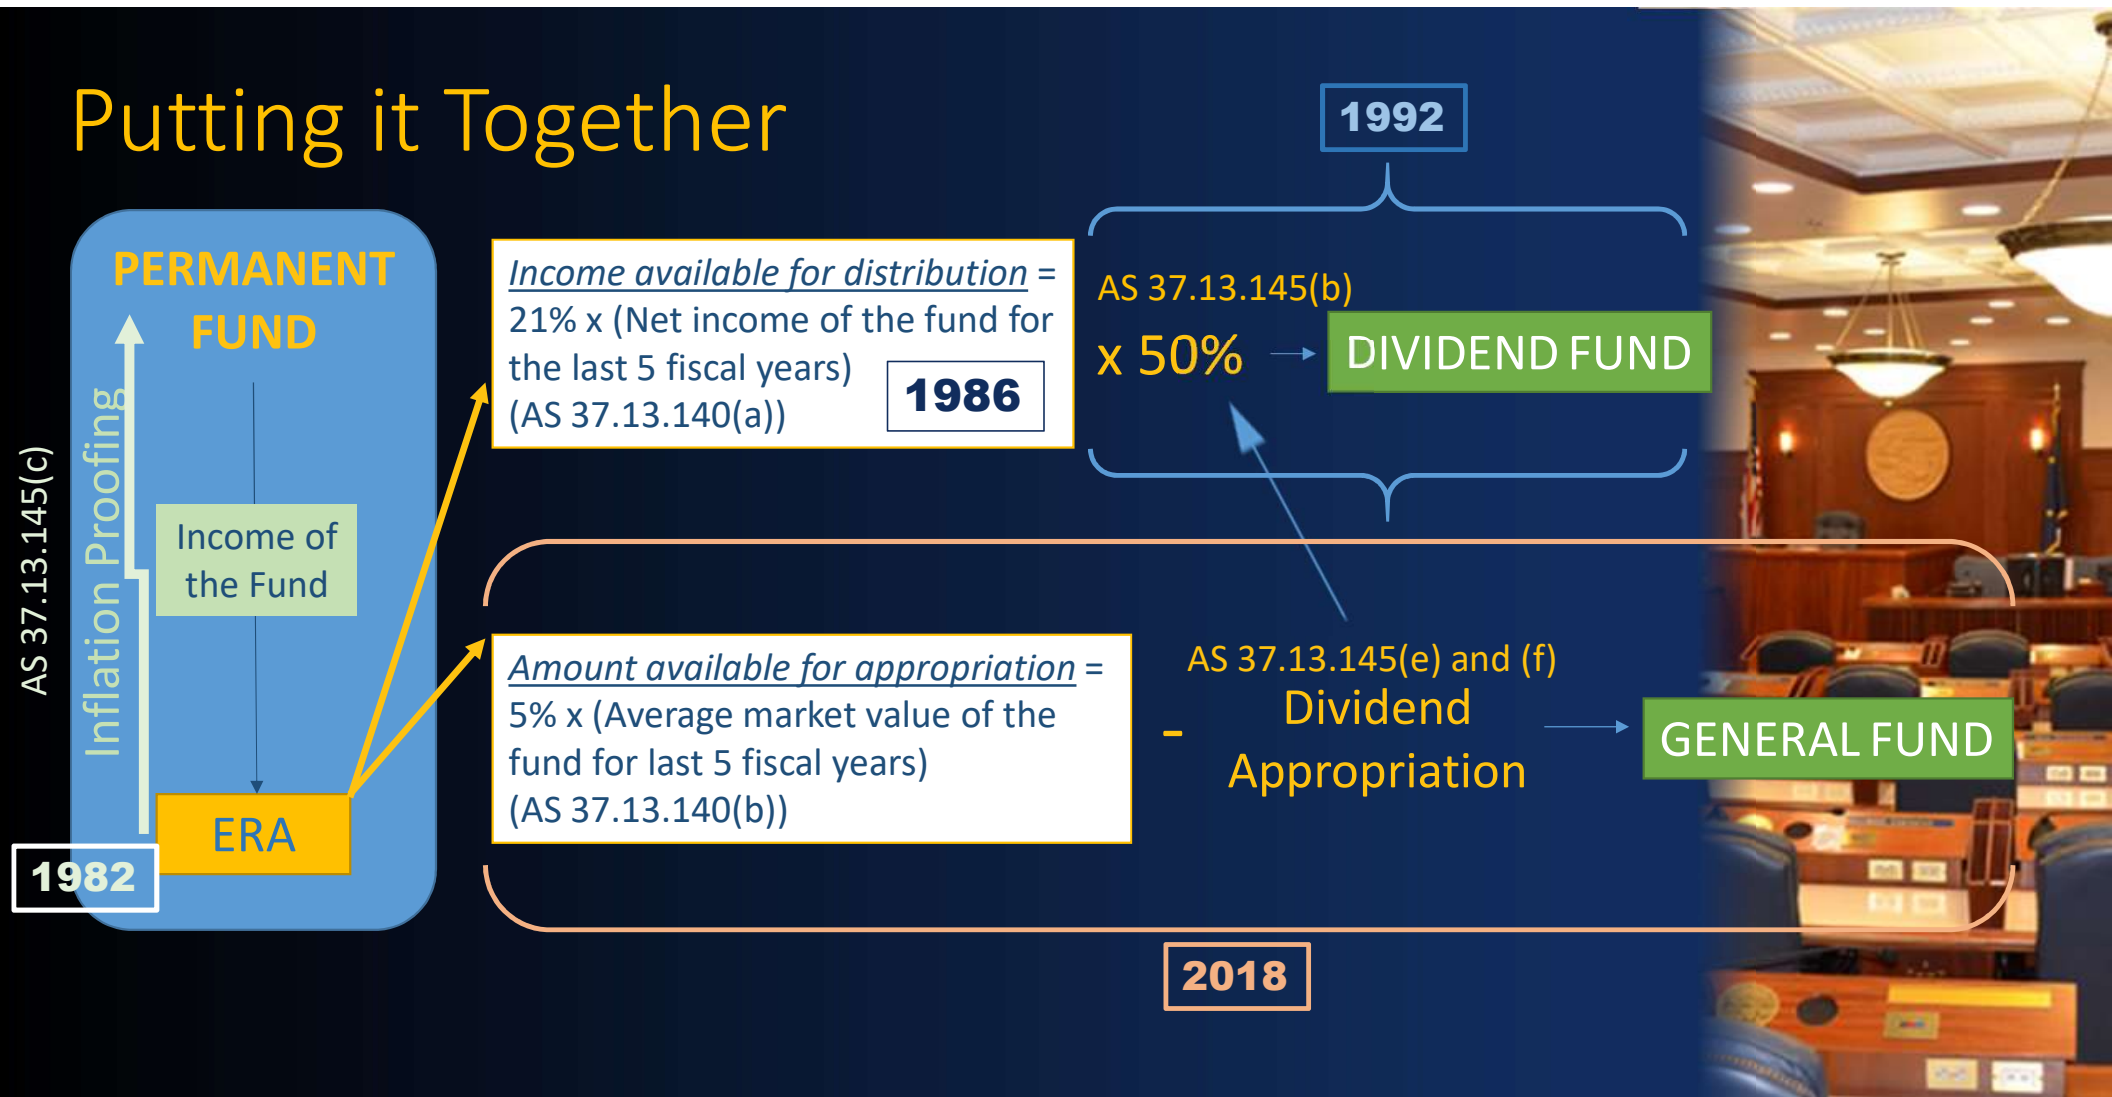 Putting it Together
1992
PERMANENT
FUND
AS 37.13.145(c)
Inflation Proofing
Income of
the Fund
ERA
1982
Income available for distribution =
21% x (Net income of the fund for
the last 5 fiscal years)
(AS 37.13.140(a))
1986
AS 37.13.145(b)
x 50%
DIVIDEND FUND
Amount available for appropriation =
5% x (Average market value of the
fund for last 5 fiscal years)
(AS 37.13.140(b))
-
AS 37.13.145(e) and (f)
Dividend
Appropriation
GENERAL FUND
2018